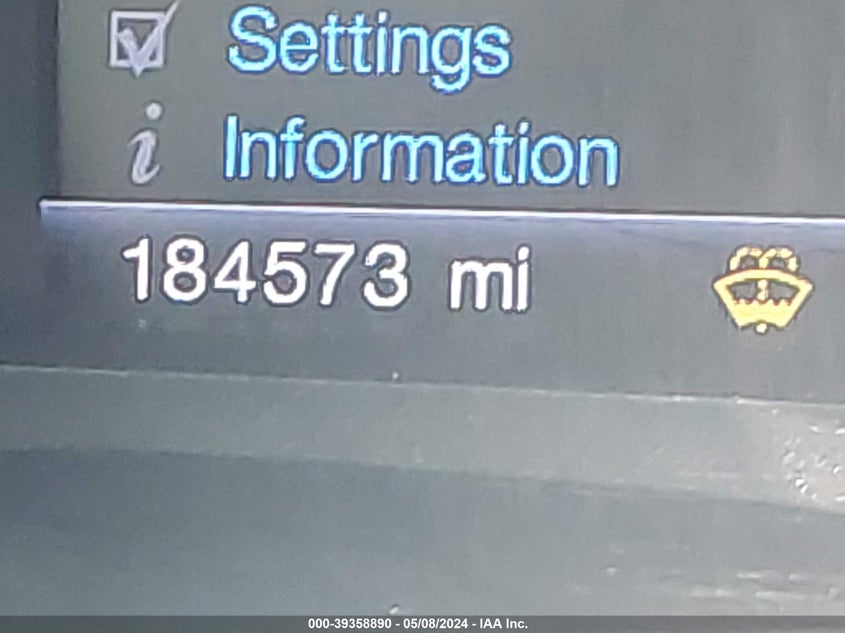 Settings
Information
184573 mi
000-39358890 - 05/08/2024 - IAA Inc.